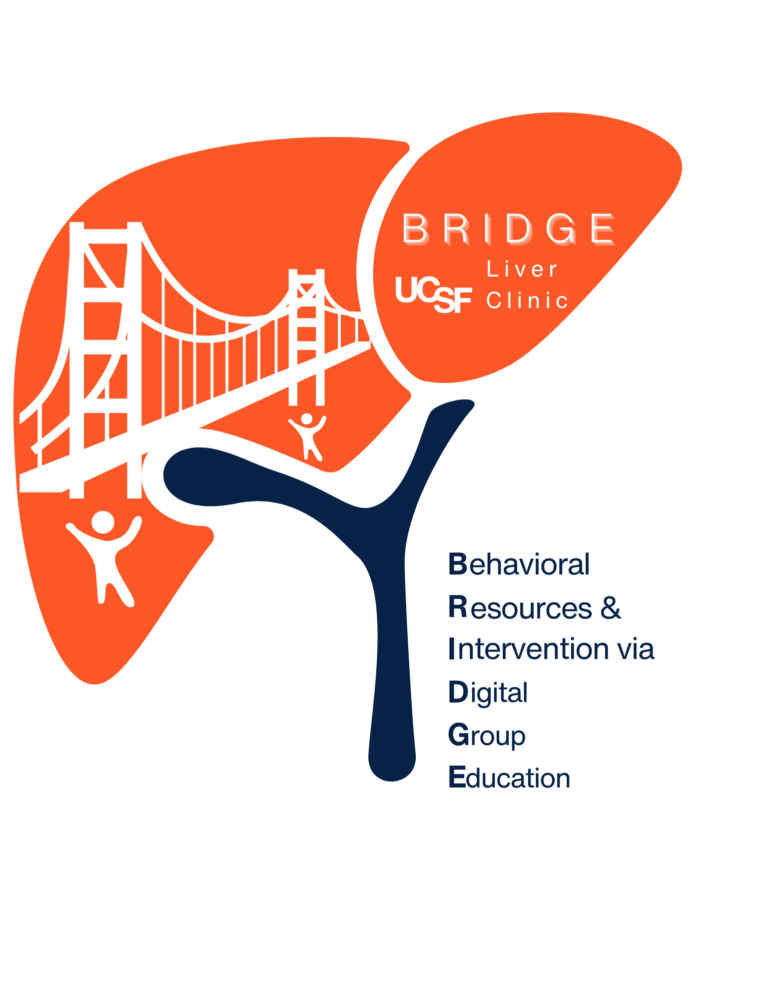 BRIDGE
UCSF Liver
Clinic
Behavioral
Resources &
Intervention via
Digital
Group
Education